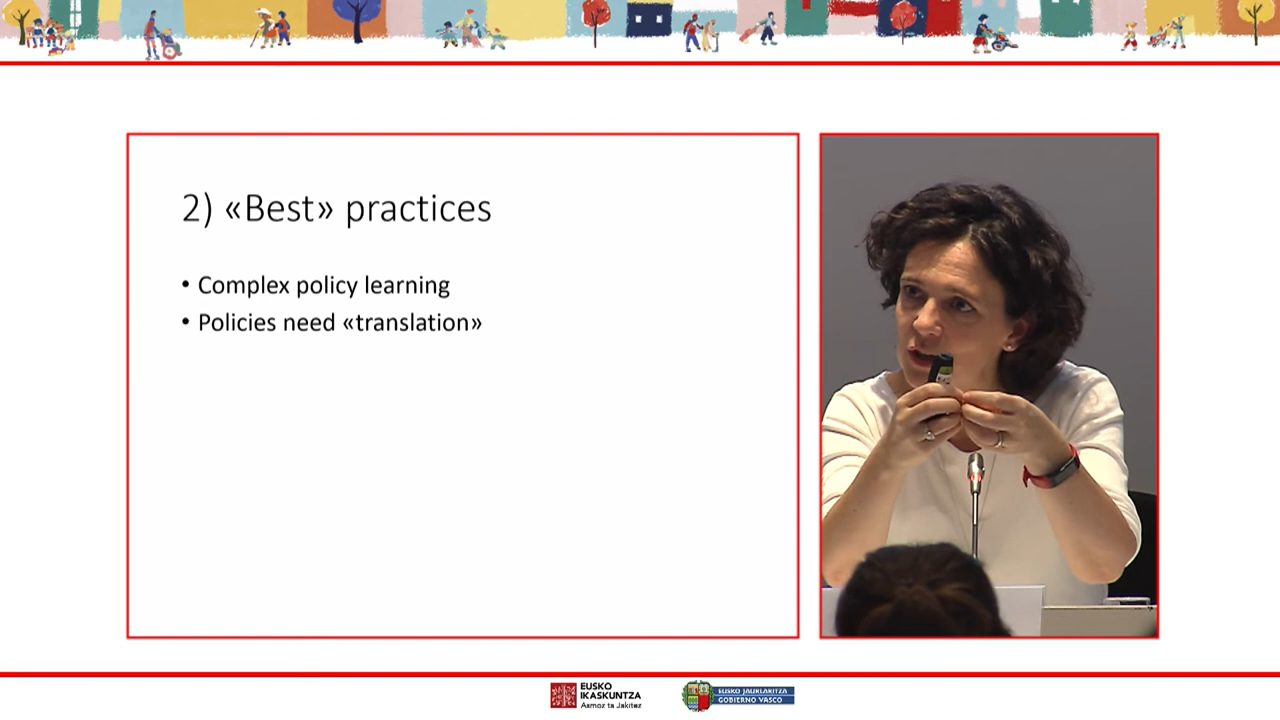 2) «Best» practices
• Complex policy learning
• Policies need «translation»
EUSKO
IKASKUNTZA
Asmoz ta Jakitez
EUSKO JAURLARITZA
GOBIERNO VASCO